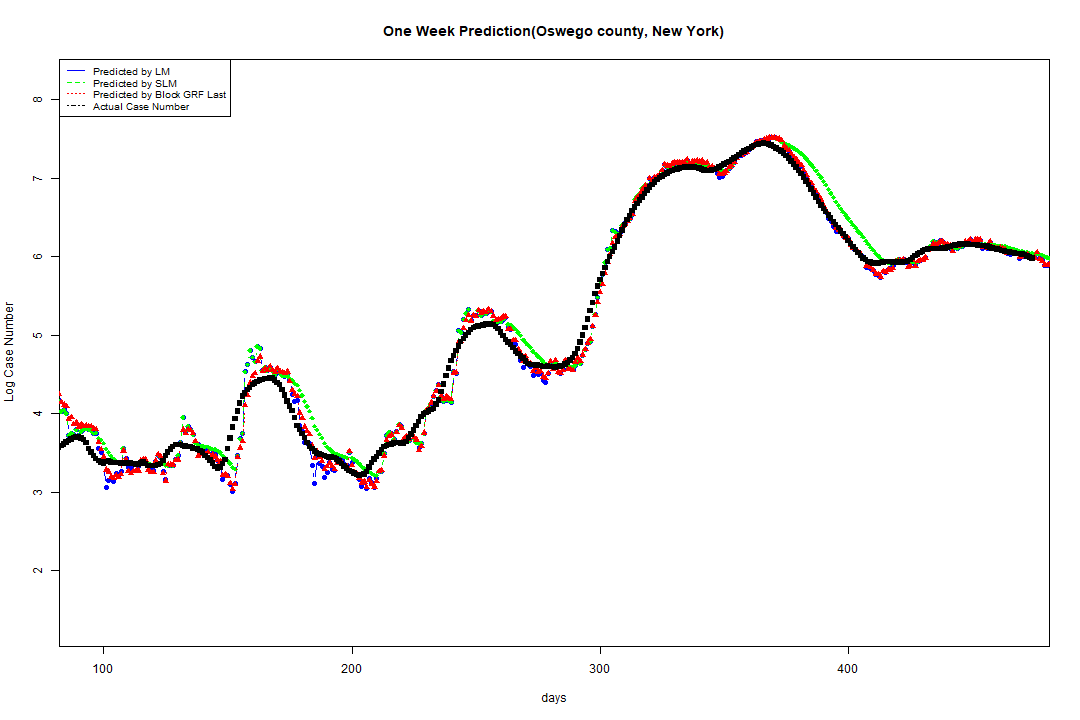 One Week Prediction(Oswego county, New York)
Predicted by LM
Predicted by SLM
Predicted by Block GRF Last
Actual Case Number
8
7
6
5
4
3
2
Log Case Number
100 200 300 400
days